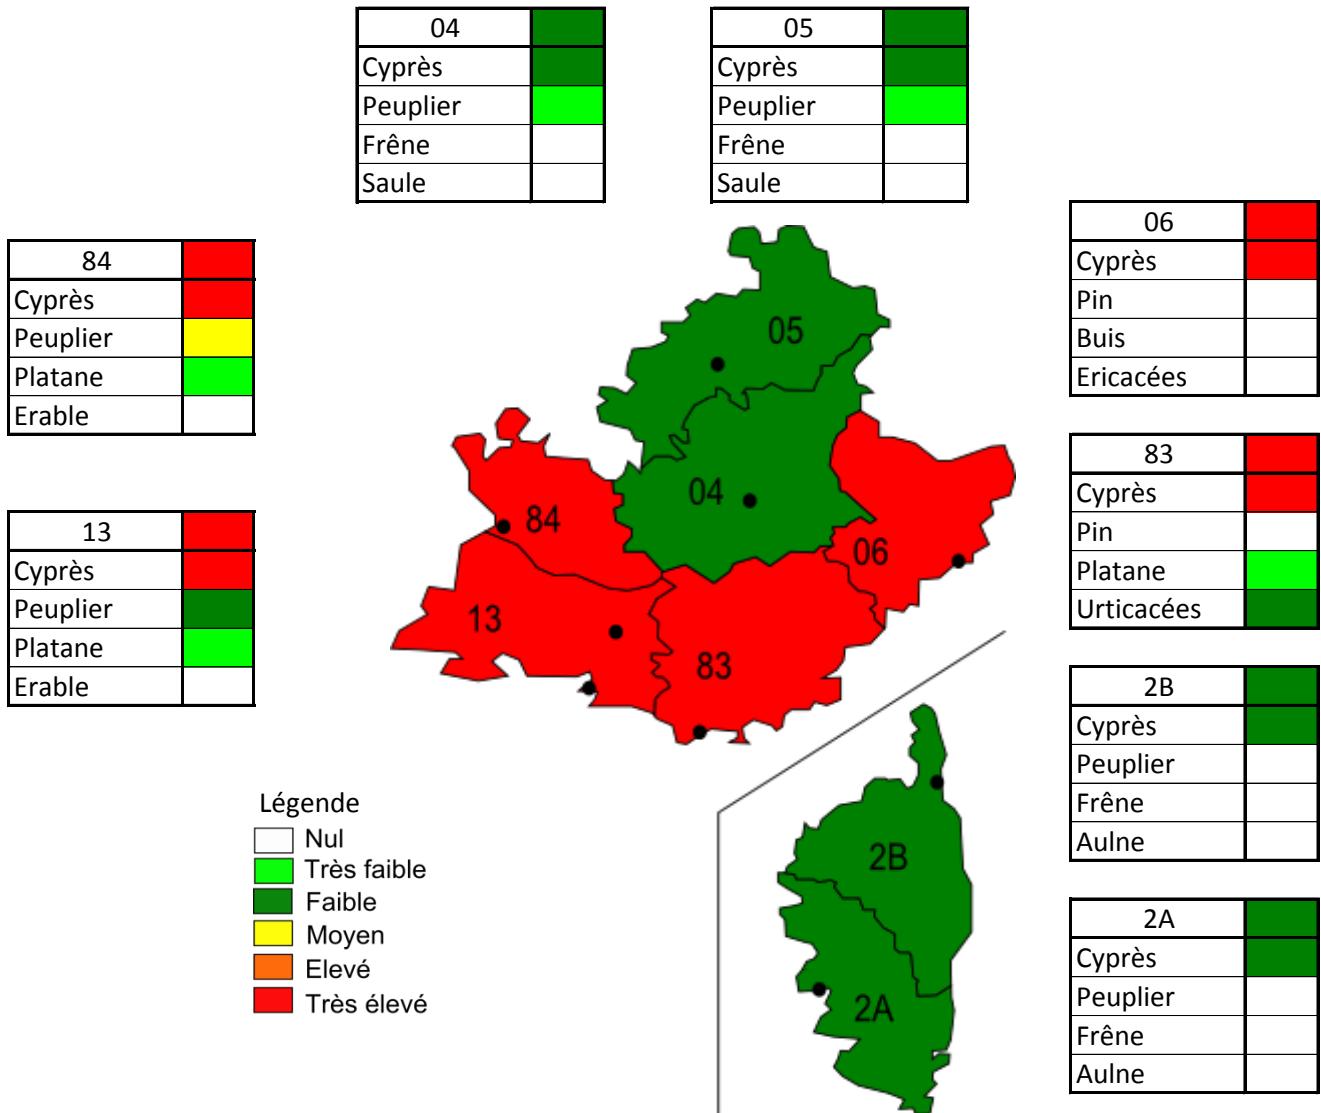 04
Cyprès
Peuplier
Frêne
Saule
05
Cyprès
Peuplier
Frêne
Saule
84
Cyprès
Peuplier
Platane
Erable
13
Cyprès
Peuplier
Platane
Erable
05
04
84
06
13
83
2B
2A
06
Cyprès
Pin
Buis
Ericacées
83
Cyprès
Pin
Platane
Urticacées
2B
Cyprès
Peuplier
Frêne
Aulne
2A
Cyprès
Peuplier
Frêne
Aulne
Légende
Nul
Très faible
Faible
Moyen
Elevé
Très élevé